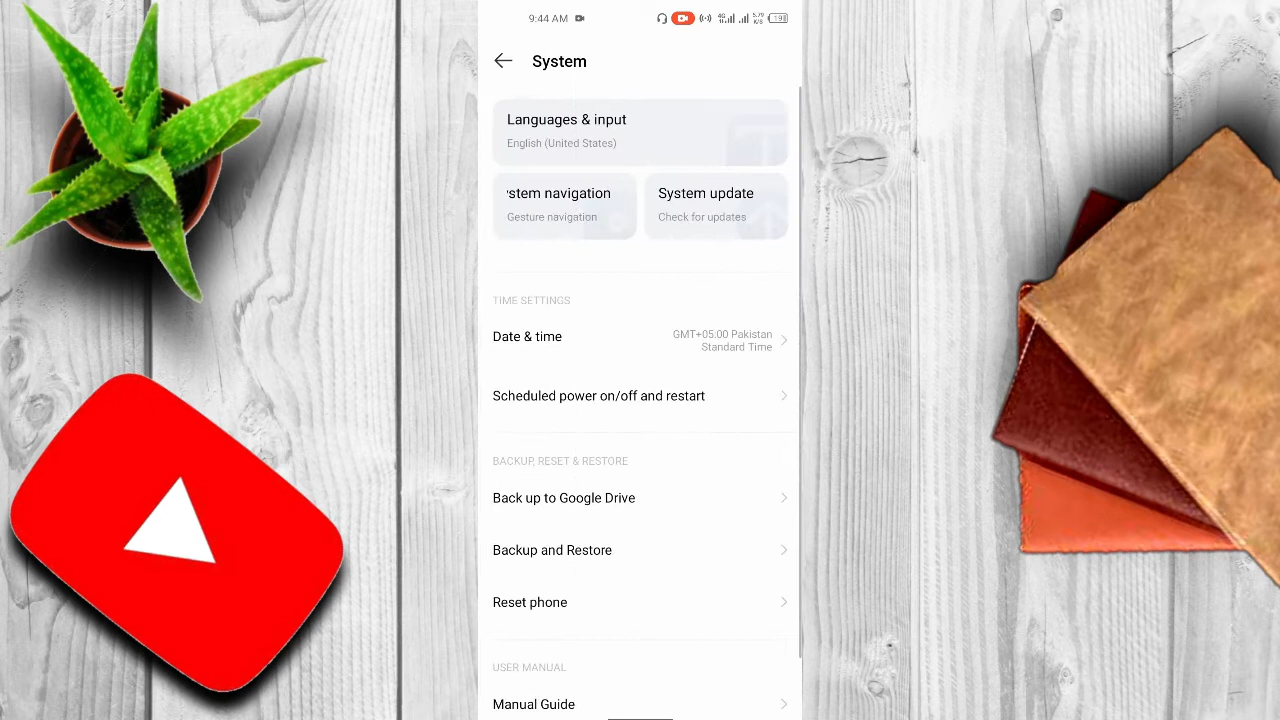 9:44 AM
System
Languages & input
English (United States)
stem navigation
Gesture navigation
System update
Check for updates
TIME SETTINGS
Date & time
GMT+05:00 Pakistan
Standard Time
Scheduled power on/off and restart
BACKUP, RESET & RESTORE
Back up to Google Drive
Backup and Restore
Reset phone
USER MANUAL
Manual Guide